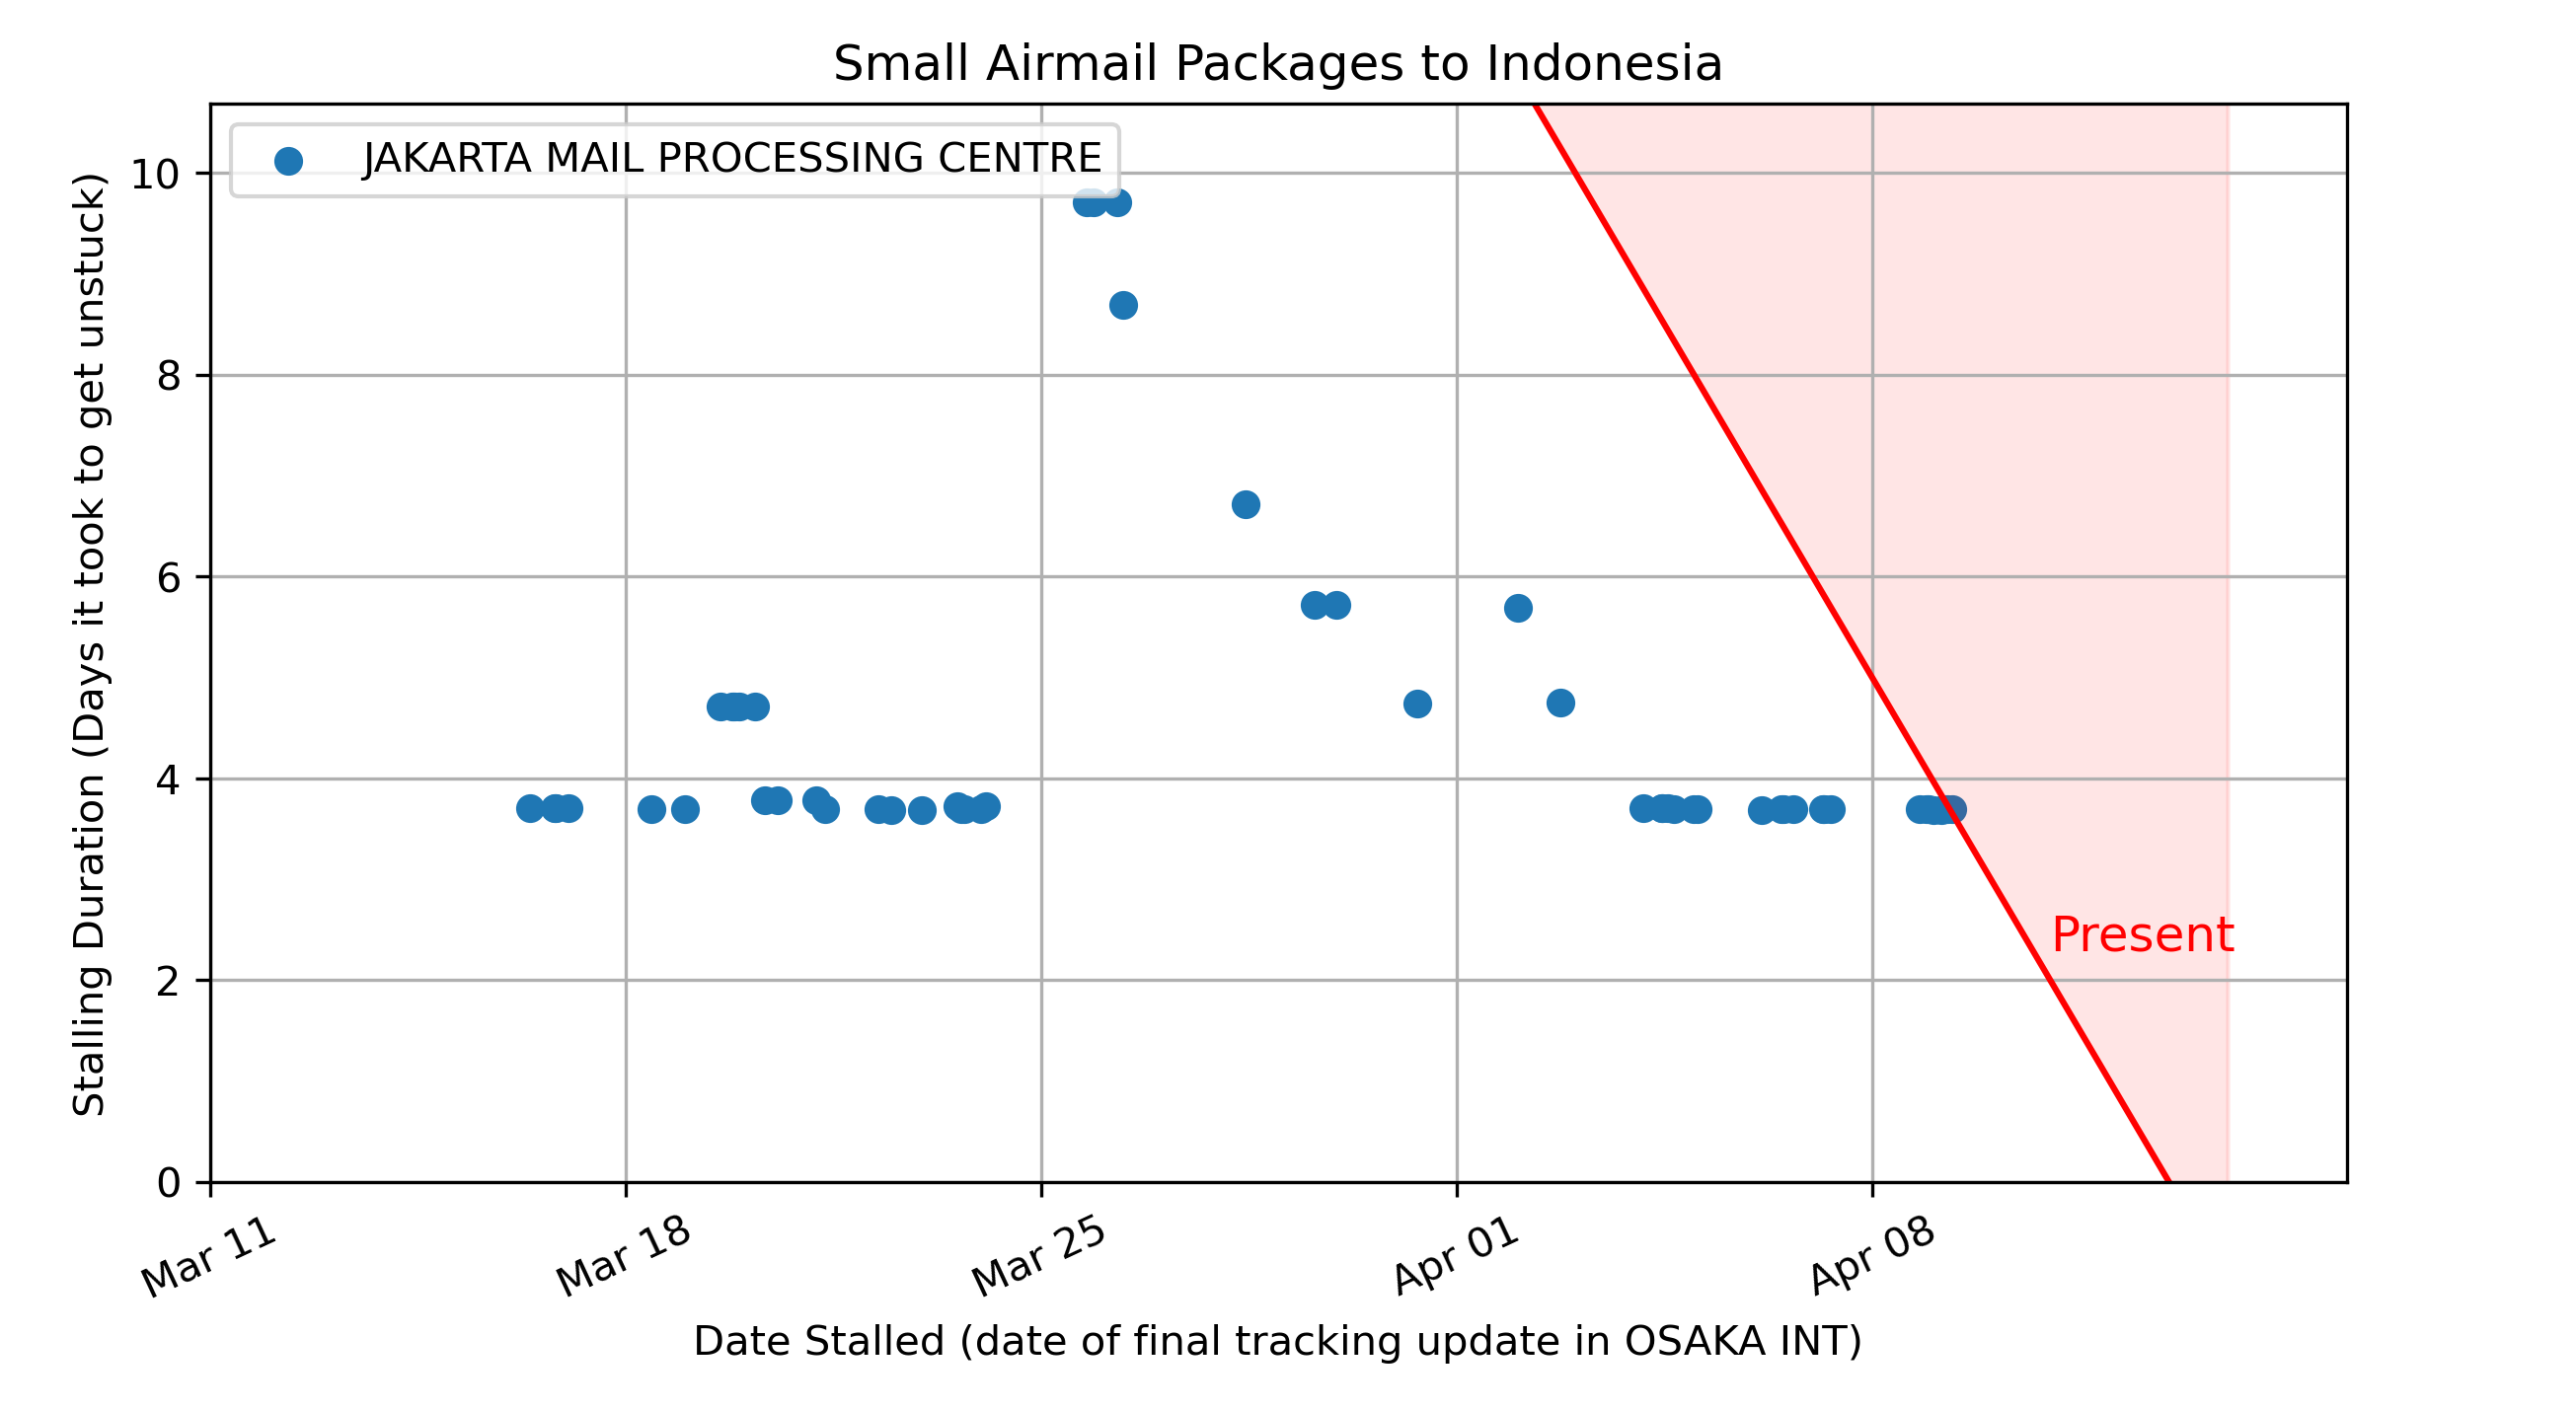 Small Airmail Packages to Indonesia
JAKARTA MAIL PROCESSING CENTRE
Stalling Duration (Days it took to get unstuck)
10
8
6
4
2
0
Present
Mar 11
Mar 18
Mar 25
Apr 01
Apr 08
Date Stalled (date of final tracking update in OSAKA INT)